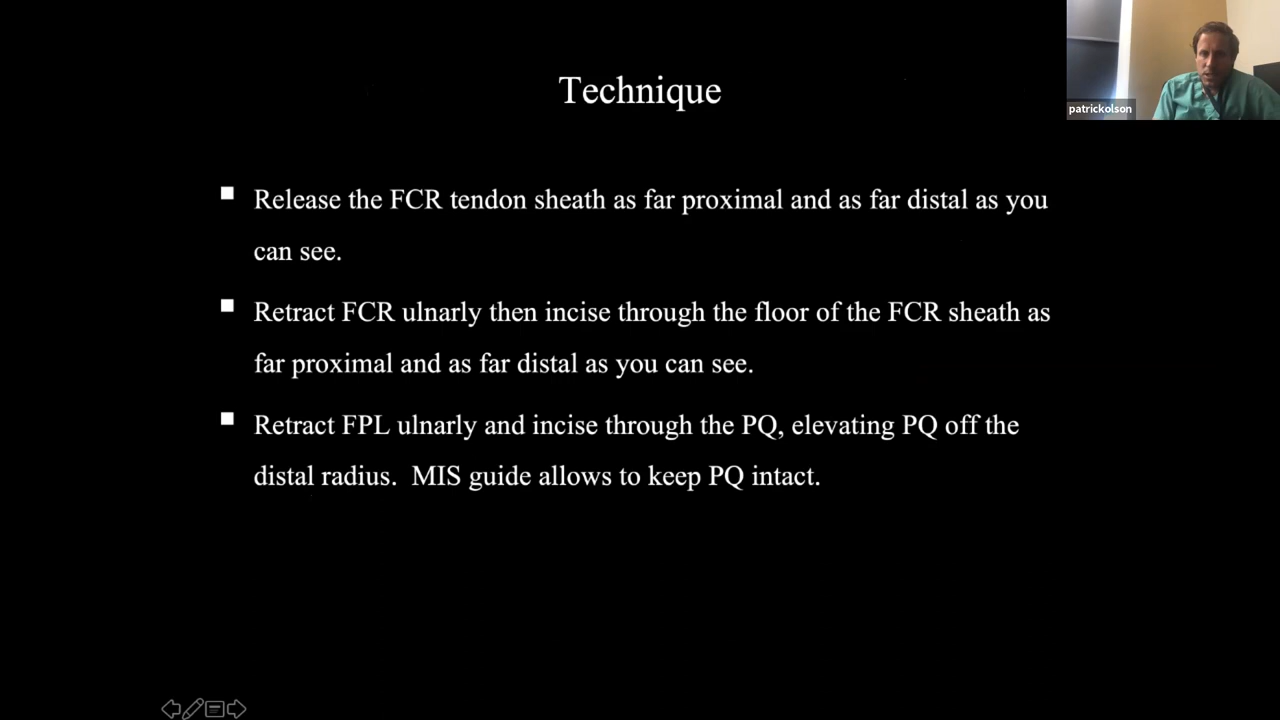 patrickolson
Technique
Release the FCR tendon sheath as far proximal and as far distal as you
can see.
Retract FCR ulnarly then incise through the floor of the FCR sheath as
far proximal and as far distal as you can see.
Retract FPL ulnarly and incise through the PQ, elevating PQ off the
distal radius.  MIS guide allows to keep PQ intact.